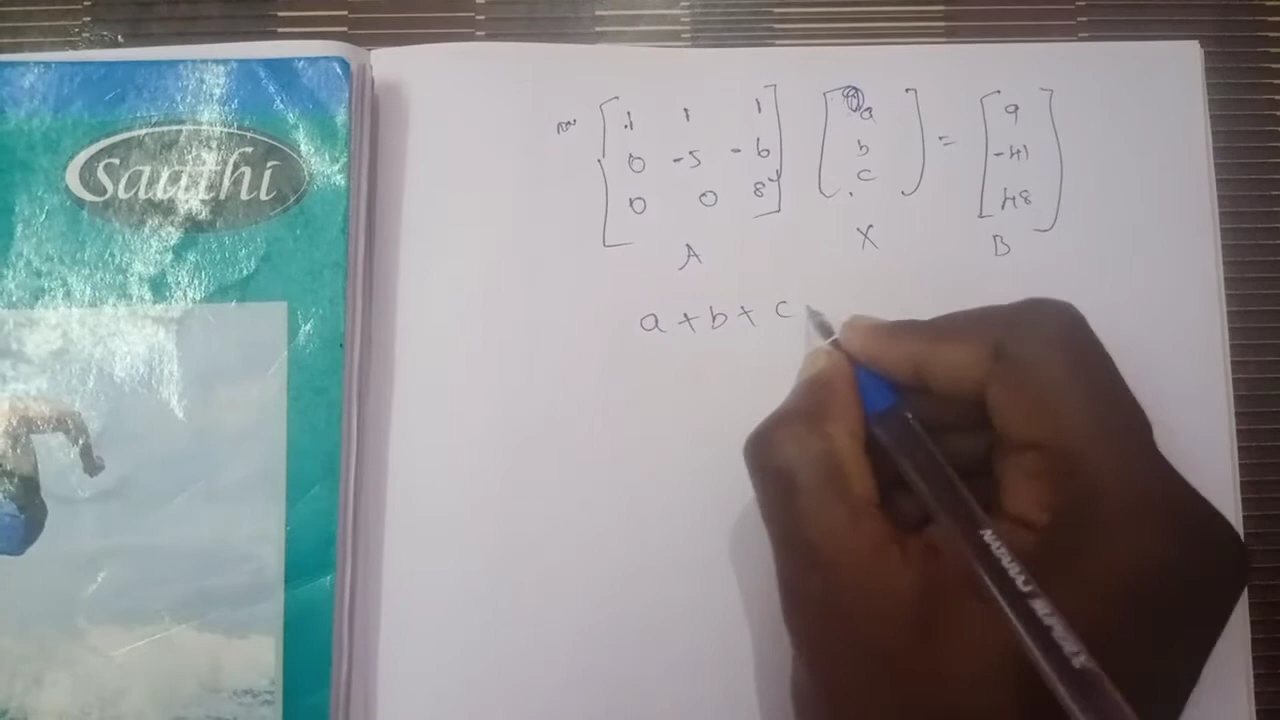 Saathi
1 1 1 a 9
0 -5 -6 b = -41
0 0 8 c 48
A X B
a + b + c
NATARAJ